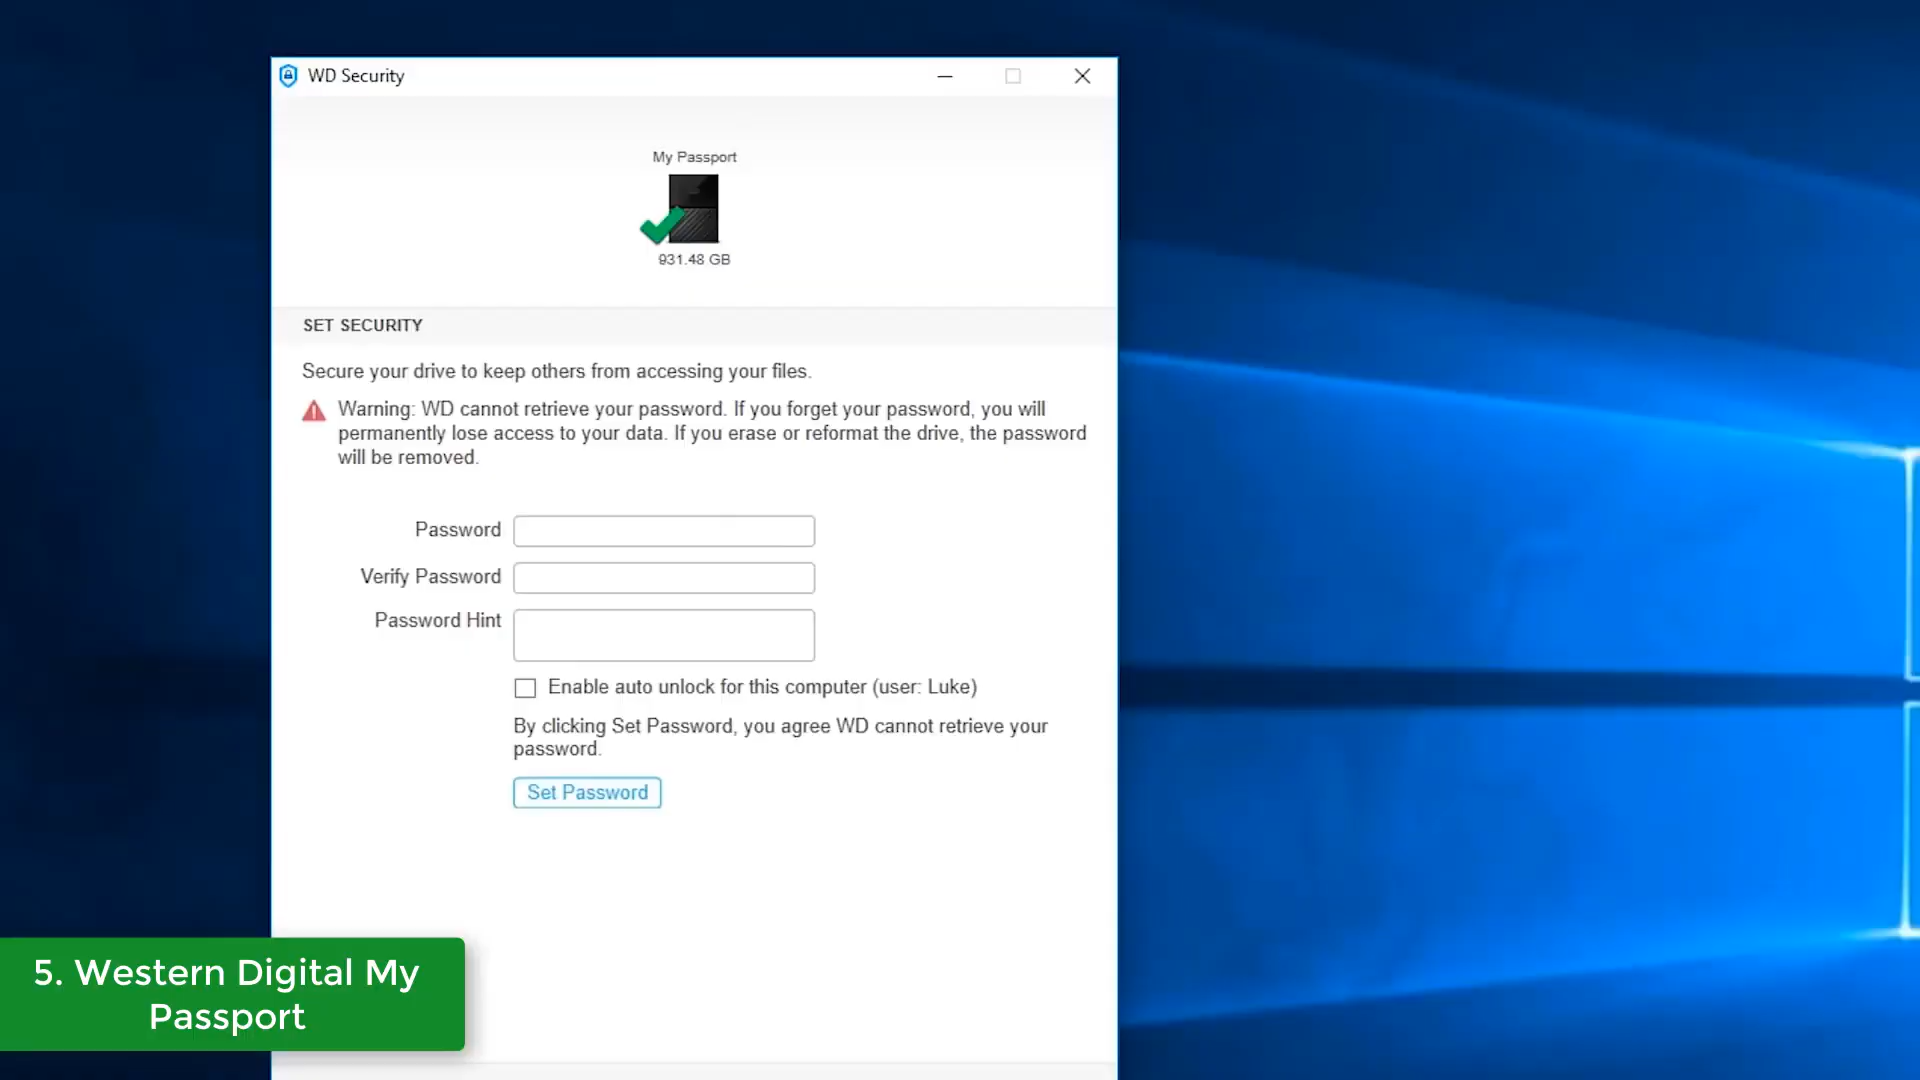 WD Security
My Passport
931.48 GB
SET SECURITY
Secure your drive to keep others from accessing your files.
Warning: WD cannot retrieve your password. If you forget your password, you will
permanently lose access to your data. If you erase or reformat the drive, the password
will be removed.
Password
Verify Password
Password Hint
Enable auto unlock for this computer (user: Luke)
By clicking Set Password, you agree WD cannot retrieve your
password.
Set Password
5. Western Digital My
Passport